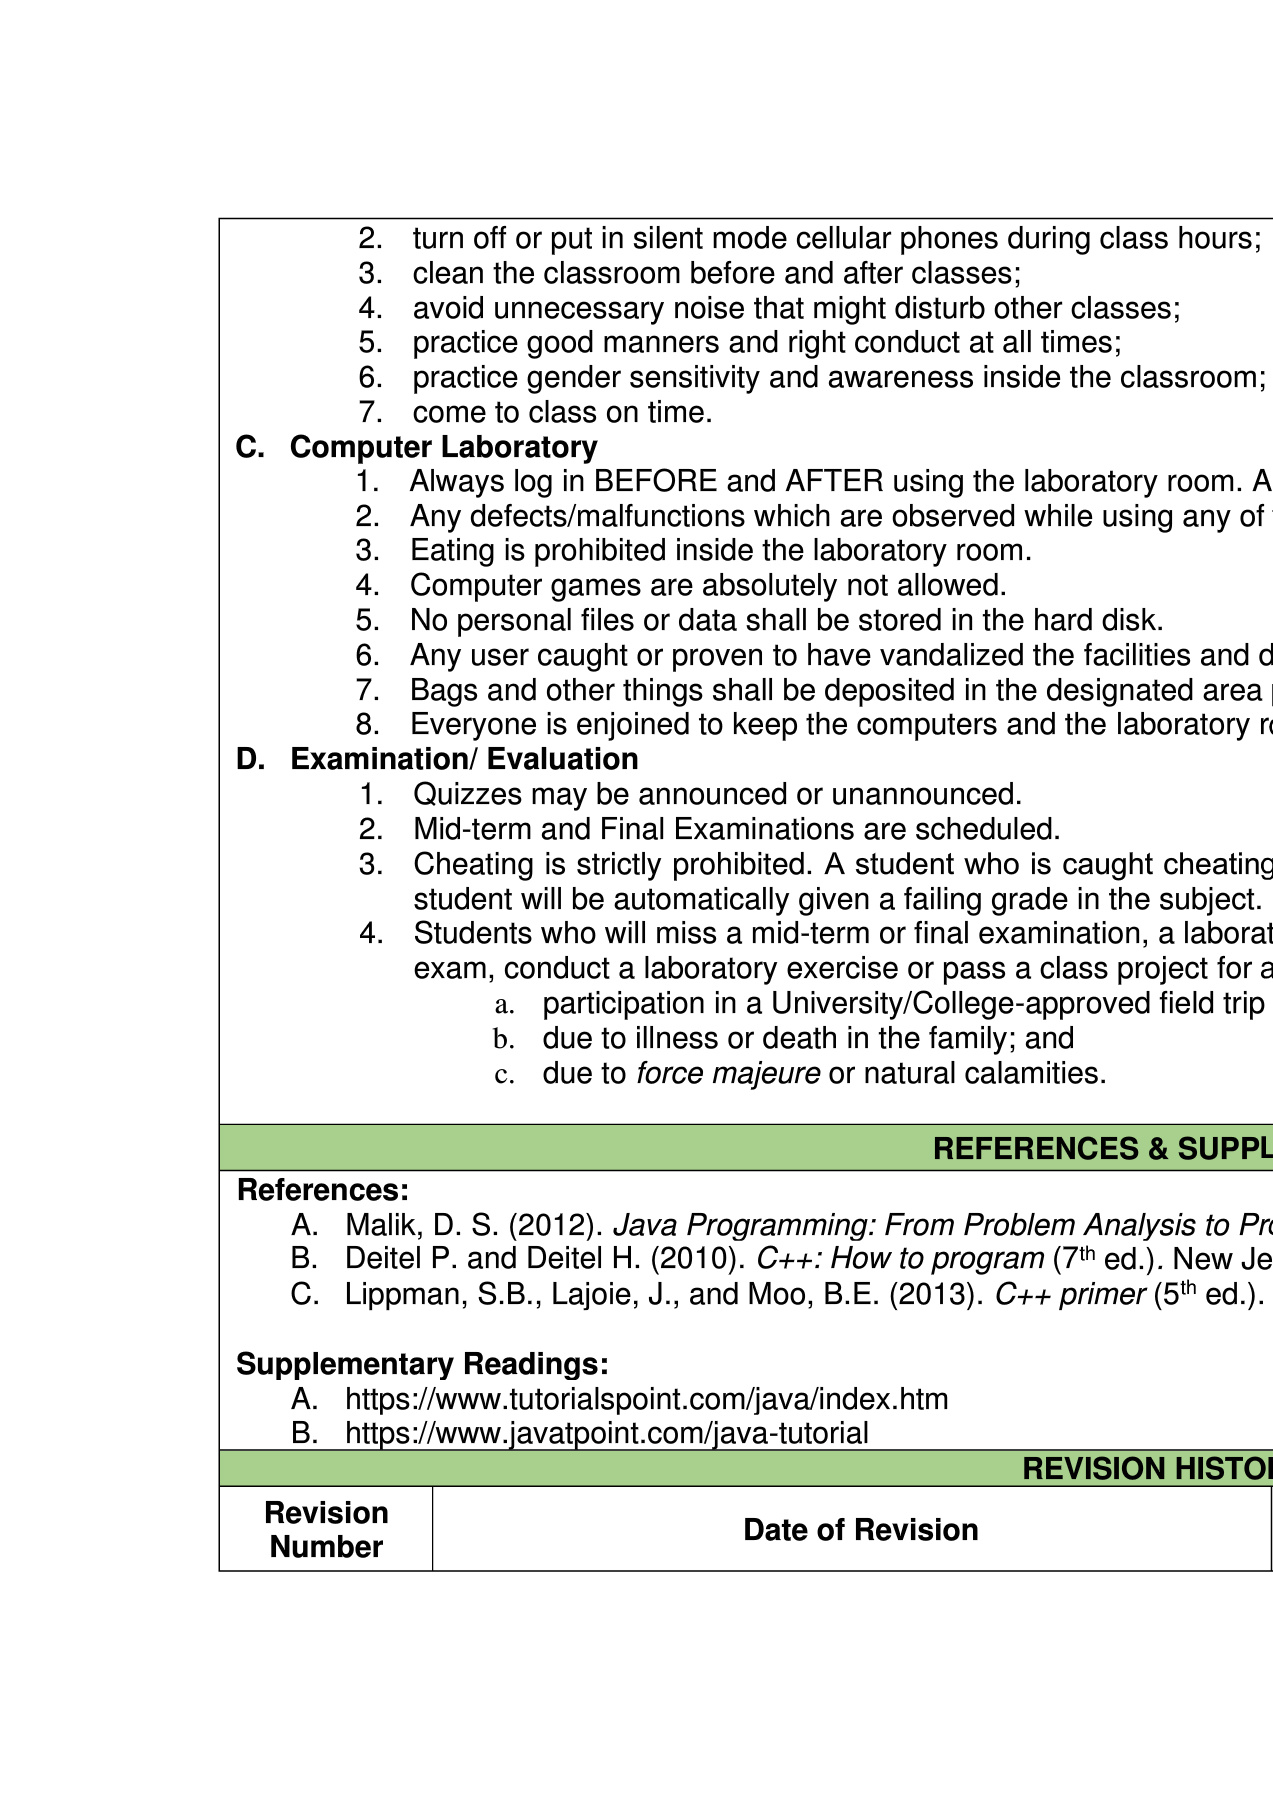 2. turn off or put in silent mode cellular phones during class hours;
3. clean the classroom before and after classes;
4. avoid unnecessary noise that might disturb other classes;
5. practice good manners and right conduct at all times;
6. practice gender sensitivity and awareness inside the classroom;
7. come to class on time.
C. Computer Laboratory
1. Always log in BEFORE and AFTER using the laboratory room. A
2. Any defects/malfunctions which are observed while using any of
3. Eating is prohibited inside the laboratory room.
4. Computer games are absolutely not allowed.
5. No personal files or data shall be stored in the hard disk.
6. Any user caught or proven to have vandalized the facilities and d
7. Bags and other things shall be deposited in the designated area
8. Everyone is enjoined to keep the computers and the laboratory ro
D. Examination/ Evaluation
1. Quizzes may be announced or unannounced.
2. Mid-term and Final Examinations are scheduled.
3. Cheating is strictly prohibited. A student who is caught cheating
student will be automatically given a failing grade in the subject.
4. Students who will miss a mid-term or final examination, a laborat
exam, conduct a laboratory exercise or pass a class project for a
a. participation in a University/College-approved field trip
b. due to illness or death in the family; and
c. due to force majeure or natural calamities.
REFERENCES & SUPPL
References:
A. Malik, D. S. (2012). Java Programming: From Problem Analysis to Pro
B. Deitel P. and Deitel H. (2010). C++: How to program (7th ed.). New Je
C. Lippman, S.B., Lajoie, J., and Moo, B.E. (2013). C++ primer (5th ed.).
Supplementary Readings:
A. https://www.tutorialspoint.com/java/index.htm
B. https://www.javatpoint.com/java-tutorial
REVISION HISTO
Revision
Number
Date of Revision